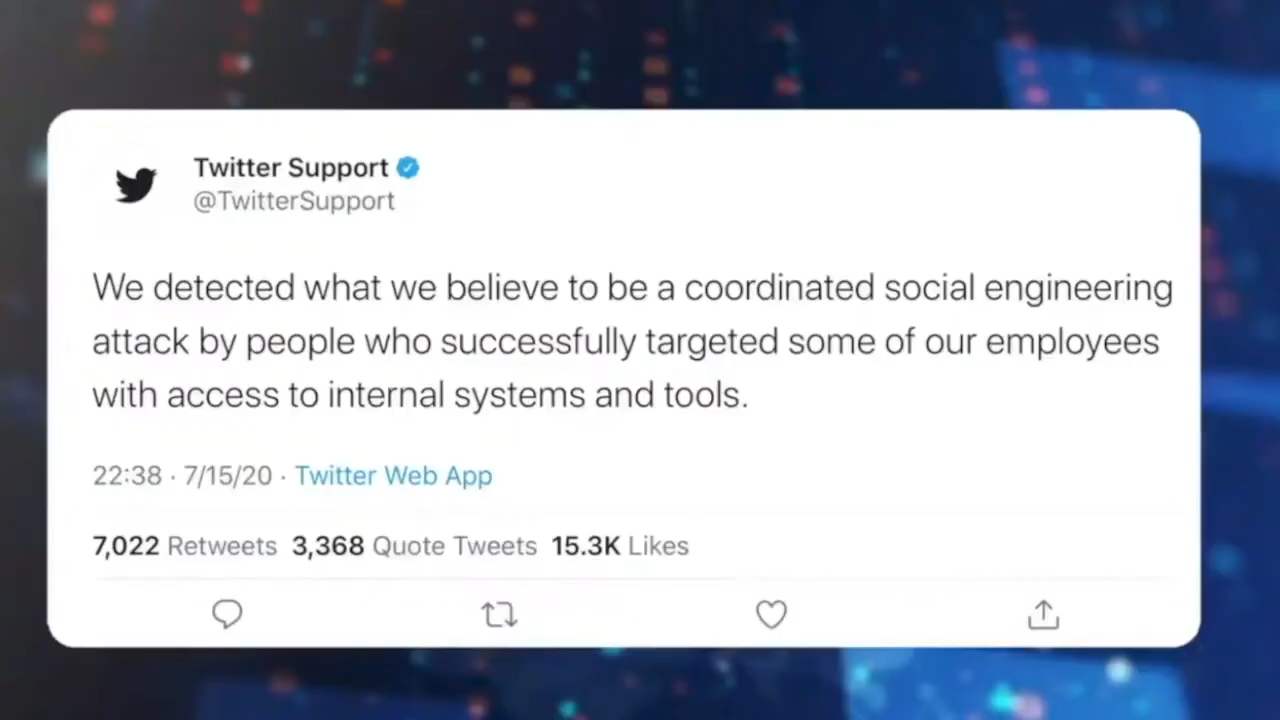 Twitter Support
@TwitterSupport
We detected what we believe to be a coordinated social engineering
attack by people who successfully targeted some of our employees
with access to internal systems and tools.
22:38 · 7/15/20 · Twitter Web App
7,022 Retweets 3,368 Quote Tweets 15.3K Likes